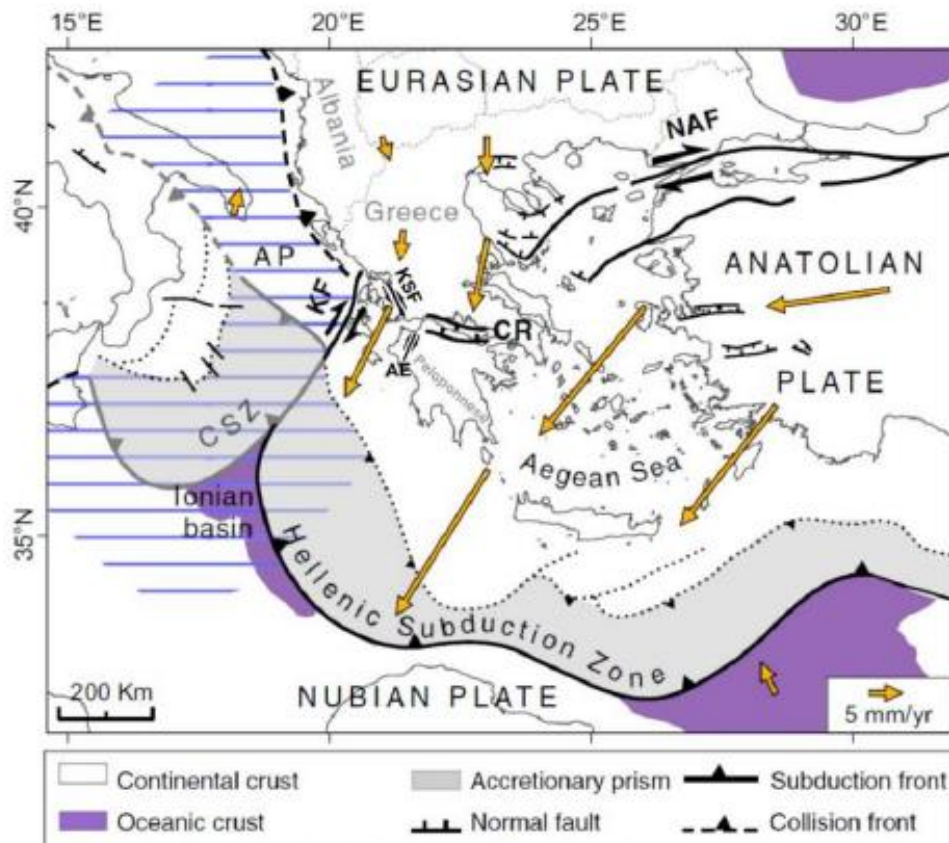 15°E 20°E 25°E 30°E
EURASIAN PLATE
Albania
NAF
40°N
Greece
AP
ANATOLIAN
KF
KSF
CR
AE
Peloponnese
PLATE
CSZ
Aegean Sea
Ionian
basin
35°N
Hellenic Subduction Zone
200 Km
NUBIAN PLATE
5 mm/yr
Continental crust Accretionary prism Subduction front
Oceanic crust Normal fault Collision front